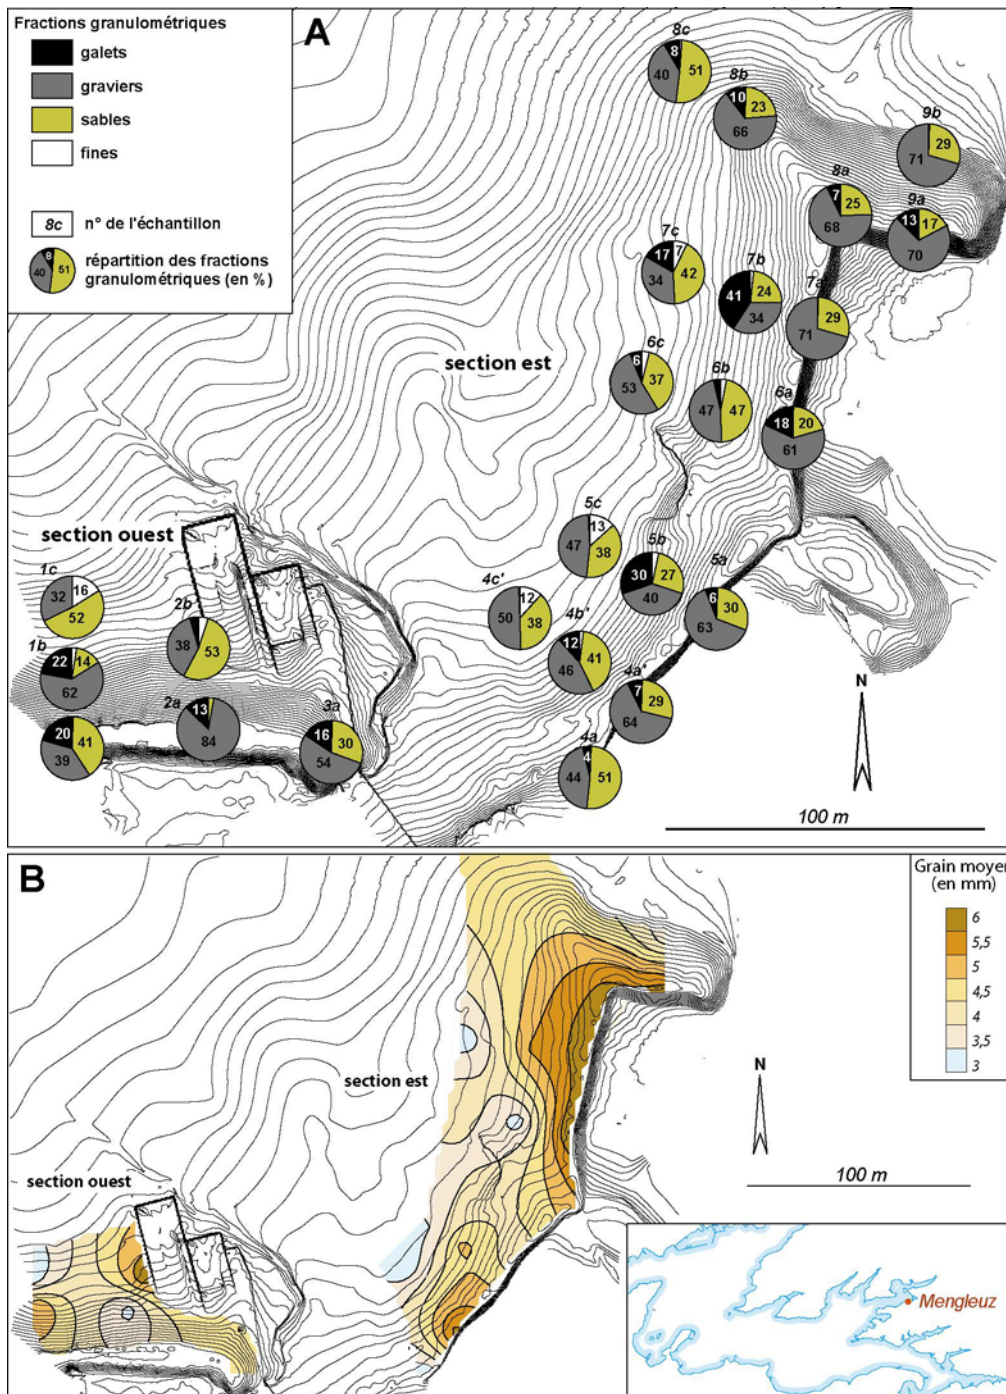 Fractions granulométriques
galets
graviers
sables
fines
8c
n° de l'échantillon
8
40
51
répartition des fractions
granulométriques (en %)
A
8c
8
40
51
8b
10
23
66
9b
29
71
8a
7
25
68
9a
13
17
70
7c
17
7
34
42
7b
41
24
34
7a
29
71
section est
6c
6
53
37
6b
47
47
6a
18
20
61
5c
13
47
38
5b
30
27
40
5a
6
30
63
4c'
12
50
38
4b'
12
41
46
4a'
7
29
64
4a
4
44
51
section ouest
1c
16
32
52
2b
38
53
1b
22
14
62
2a
13
84
3a
16
30
54
20
41
39
N
100 m
B
Grain moyen
(en mm)
6
5,5
5
4,5
4
3,5
3
section est
section ouest
N
100 m
Mengleuz